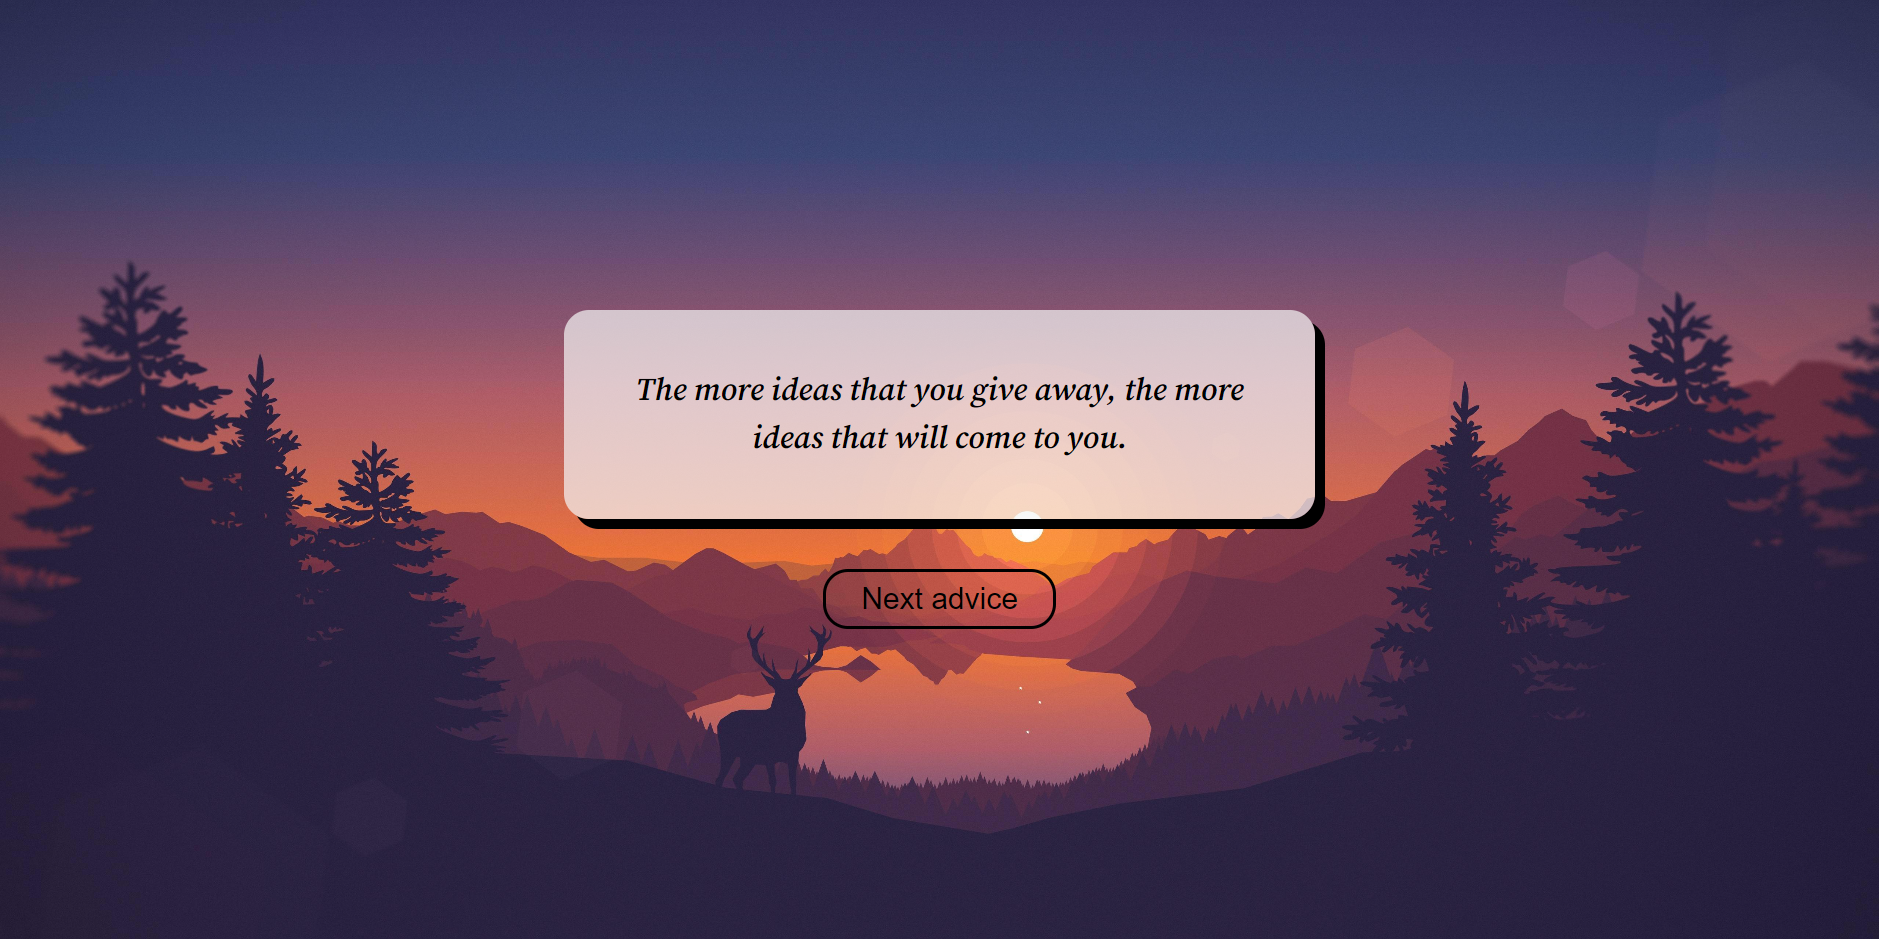 The more ideas that you give away, the more
ideas that will come to you.
Next advice